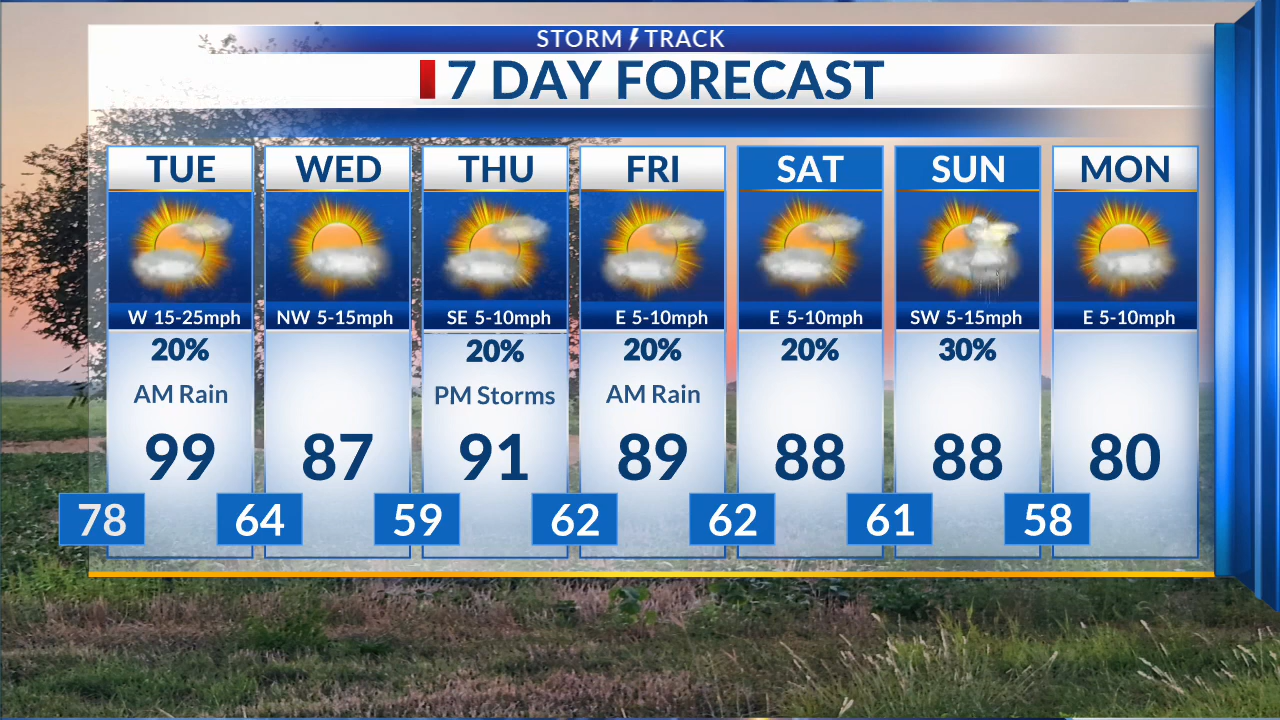 STORM TRACK
7 DAY FORECAST
TUE WED THU FRI SAT SUN MON
W 15-25mph NW 5-15mph SE 5-10mph E 5-10mph E 5-10mph SW 5-15mph E 5-10mph
20% 20% 20% 20% 30%
AM Rain PM Storms AM Rain
99 87 91 89 88 88 80
78 64 59 62 62 61 58